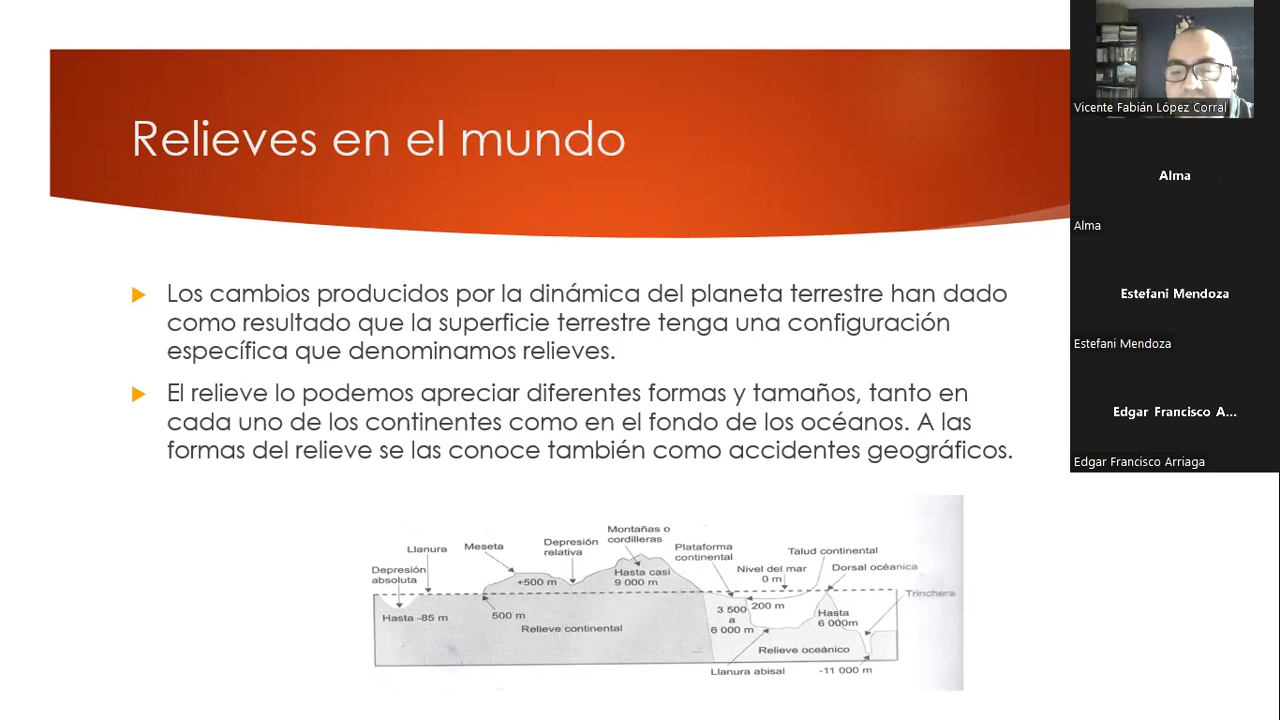 Relieves en el mundo
Los cambios producidos por la dinámica del planeta terrestre han dado
como resultado que la superficie terrestre tenga una configuración
específica que denominamos relieves.
El relieve lo podemos apreciar diferentes formas y tamaños, tanto en
cada uno de los continentes como en el fondo de los océanos. A las
formas del relieve se las conoce también como accidentes geográficos.
Depresión
absoluta
Llanura
Meseta
Depresión
relativa
Montañas o
cordilleras
Plataforma
continental
Nivel del mar
0 m
Talud continental
Dorsal océanica
Trinchera
+500 m
Hasta casi
9 000 m
Hasta -85 m
500 m
Relieve continental
3 500
a
6 000 m
200 m
Hasta
6 000m
Relieve oceánico
Llanura abisal
-11 000 m
Vicente Fabián López Corral
Alma
Alma
Estefani Mendoza
Estefani Mendoza
Edgar Francisco A...
Edgar Francisco Arriaga